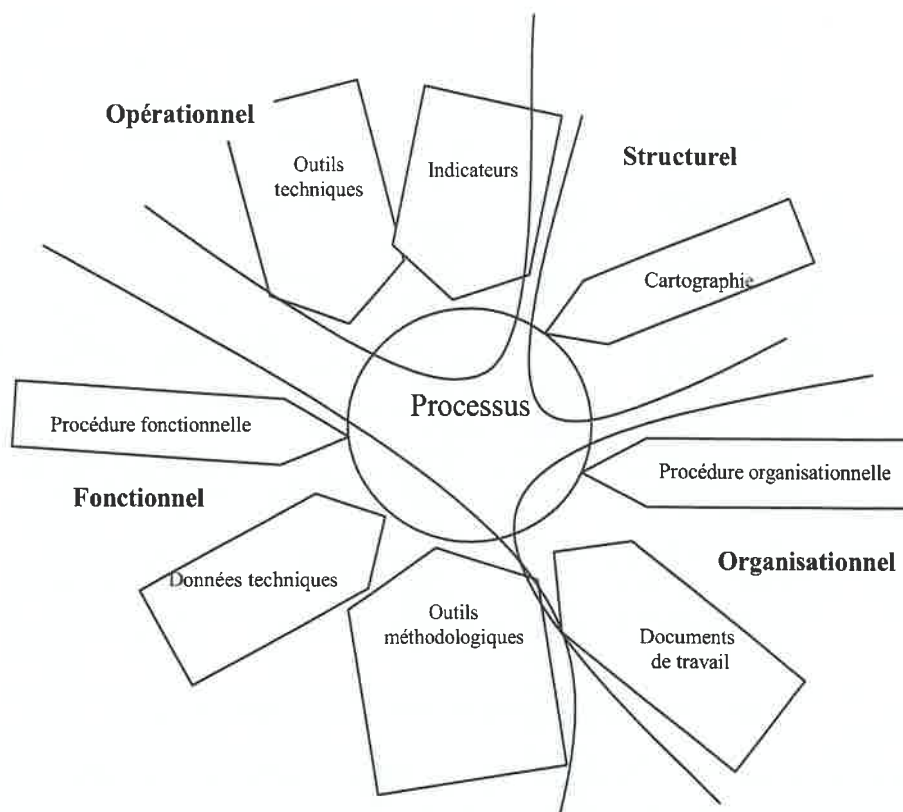 Opérationnel
Outils
techniques
Indicateurs
Structurel
Cartographie
Processus
Procédure fonctionnelle
Procédure organisationnelle
Fonctionnel
Organisationnel
Données techniques
Outils
méthodologiques
Documents
de travail